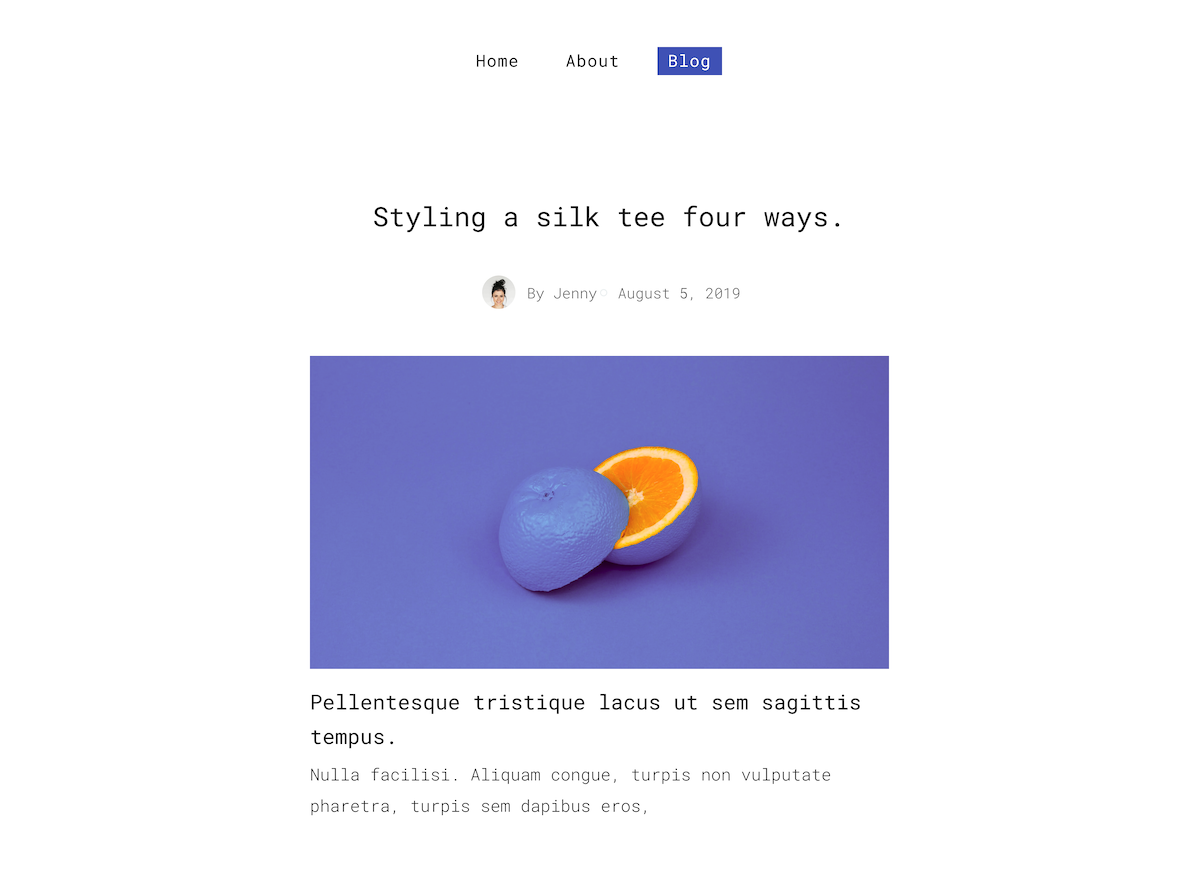 Home About Blog
Styling a silk tee four ways.
By Jenny August 5, 2019
Pellentesque tristique lacus ut sem sagittis
tempus.
Nulla facilisi. Aliquam congue, turpis non vulputate
pharetra, turpis sem dapibus eros,